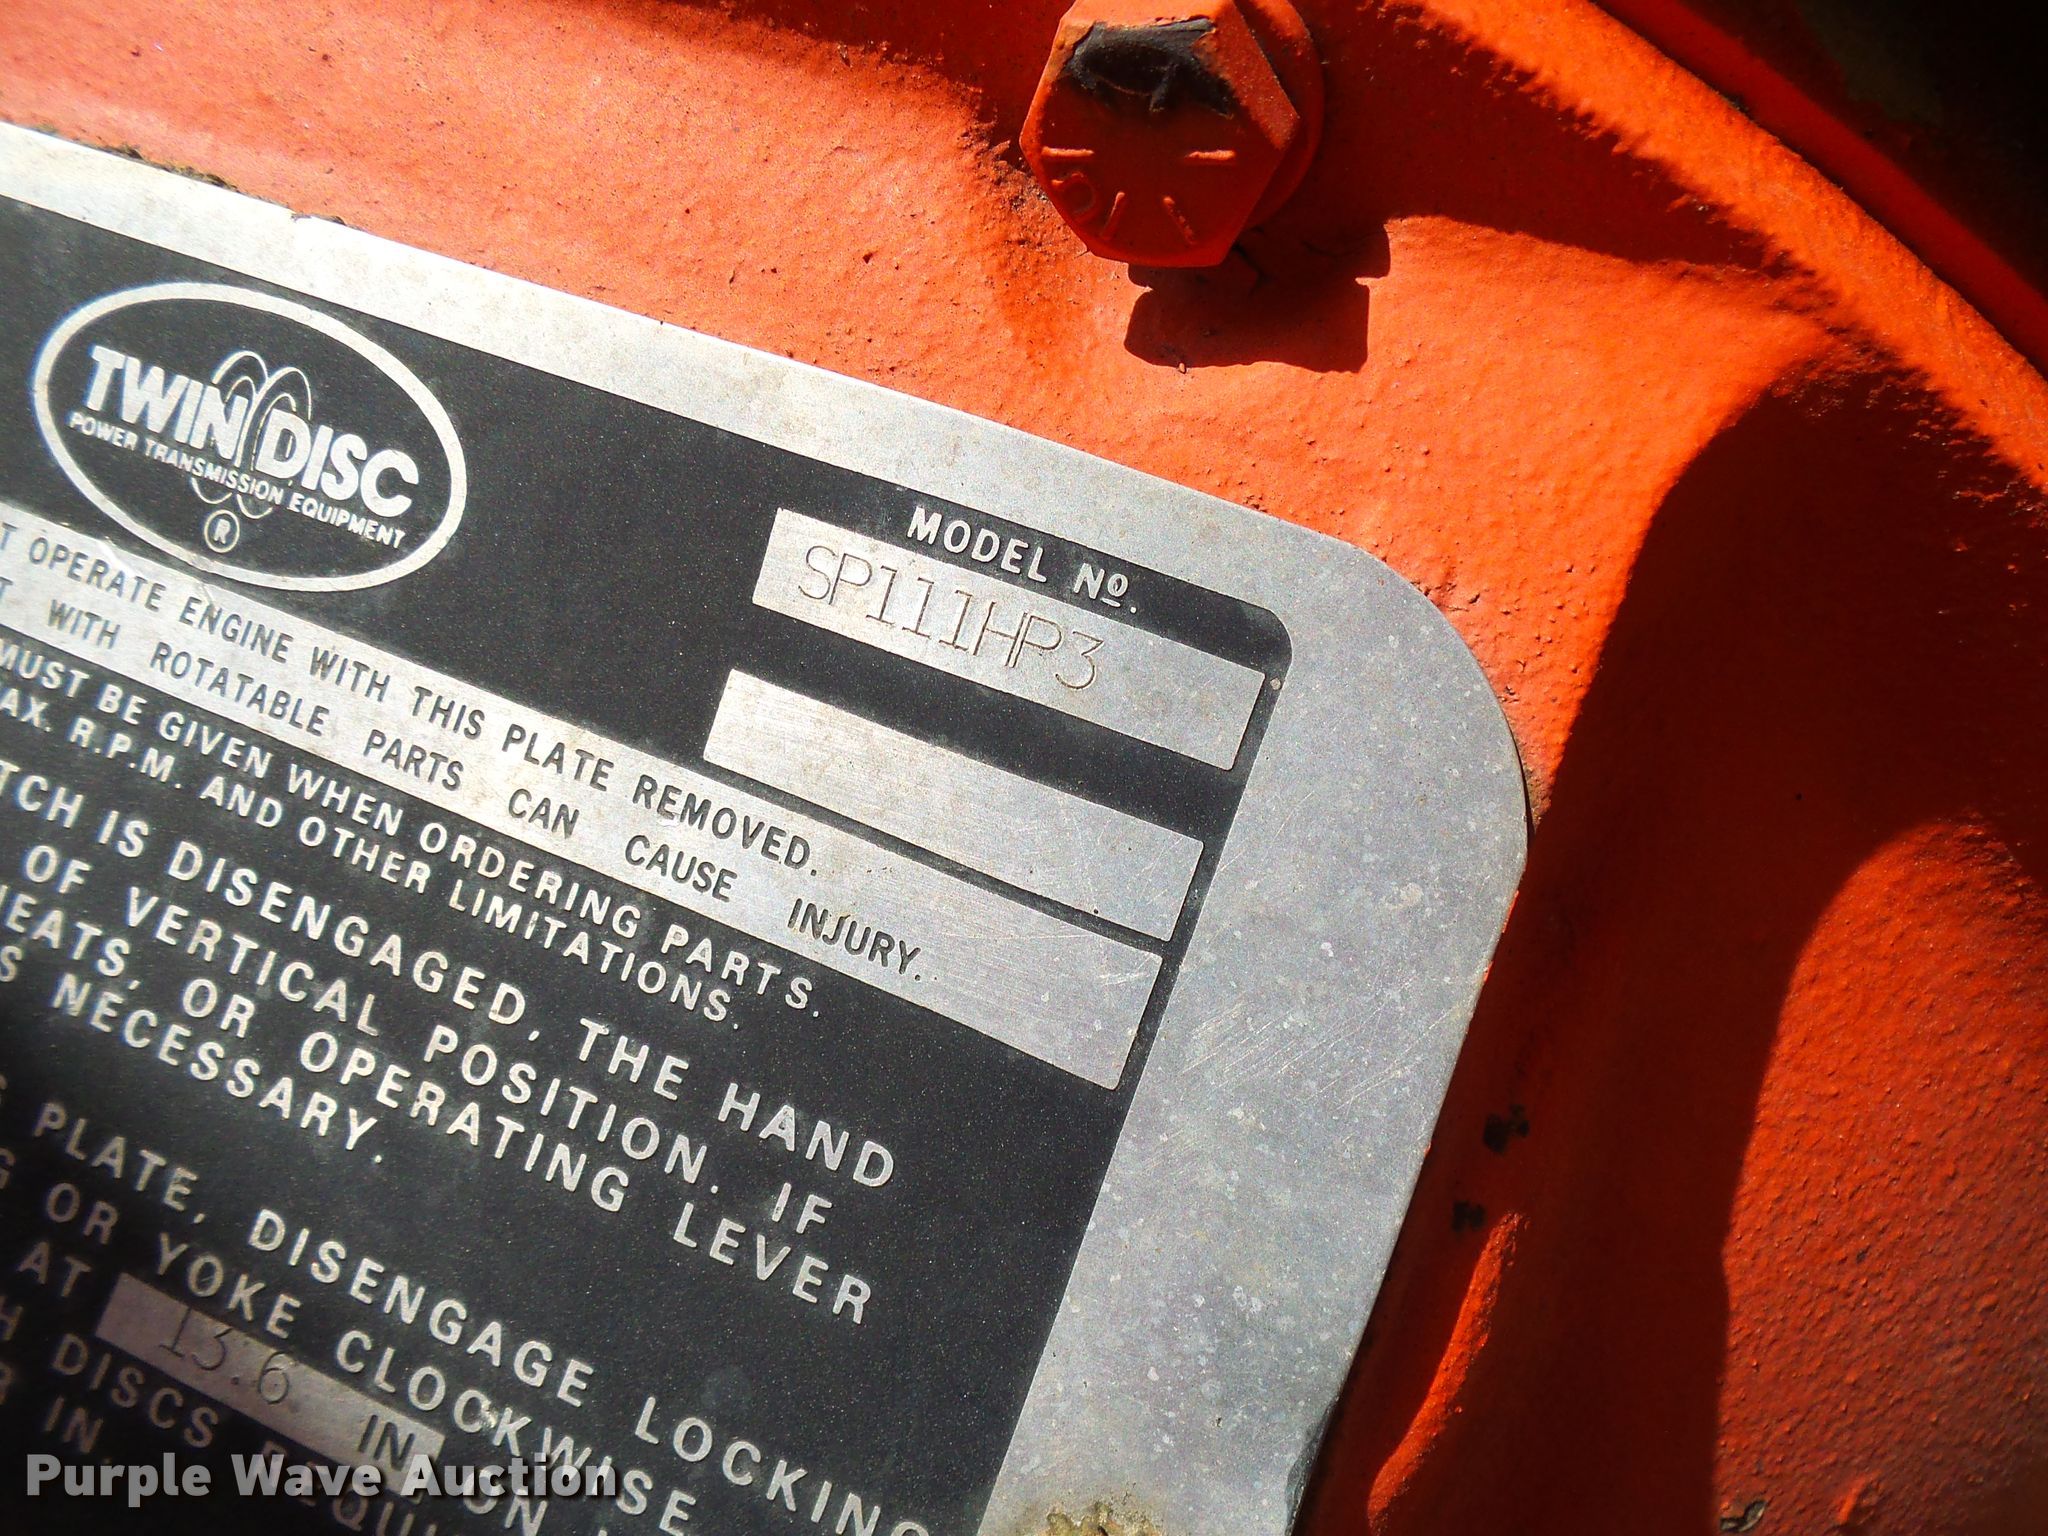 TWIN DISC
POWER TRANSMISSION EQUIPMENT
®
MODEL Nº.
SP111HP3
T OPERATE ENGINE WITH THIS PLATE REMOVED.
T WITH ROTATABLE PARTS CAN CAUSE INJURY.
MUST BE GIVEN WHEN ORDERING PARTS.
AX. R.P.M. AND OTHER LIMITATIONS.
TCH IS DISENGAGED, THE HAND
OF VERTICAL POSITION. IF
HEATS, OR OPERATING LEVER
S NECESSARY.
S PLATE, DISENGAGE LOCKING
G OR YOKE CLOCKWISE
AT 13.6 IN
H DISCS
IN
Purple Wave Auction